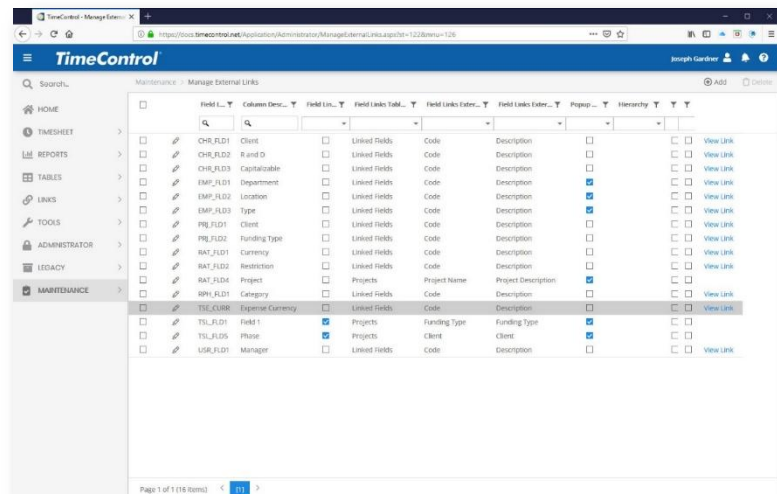 TimeControl - Manage Externa
https://docs.timecontrol.net/Application/Administrator/ManageExternalLinks.aspx?
TimeControl
Joseph Gardner
Search...
Maintenance > Manage External Links
Add
Delete
HOME
TIMESHEET
REPORTS
TABLES
LINKS
TOOLS
ADMINISTRATOR
LEGACY
MAINTENANCE
Field L... Column Desc... Field Lin... Field Links Tabl... Field Links Exter... Field Links Exter... Popup ... Hierarchy
CHR_FLD1 Client Linked Fields Code Description View Link
CHR_FLD2 R and D Linked Fields Code Description View Link
CHR_FLD3 Capitalizable Linked Fields Code Description View Link
EMP_FLD1 Department Linked Fields Code Description View Link
EMP_FLD2 Location Linked Fields Code Description View Link
EMP_FLD3 Type Linked Fields Code Description View Link
PRJ_FLD1 Client Linked Fields Code Description View Link
PRJ_FLD2 Funding Type Linked Fields Code Description View Link
RAT_FLD1 Currency Linked Fields Code Description View Link
RAT_FLD2 Restriction Linked Fields Code Description View Link
RAT_FLD4 Project Projects Project Name Project Description
RPH_FLD1 Category Linked Fields Code Description View Link
TSE_CURR Expense Currency Linked Fields Code Description View Link
TSL_FLD1 Field 1 Projects Funding Type Funding Type
TSL_FLD5 Phase Projects Client Client
USR_FLD1 Manager Linked Fields Code Description View Link
Page 1 of 1 (16 items) < [1] >